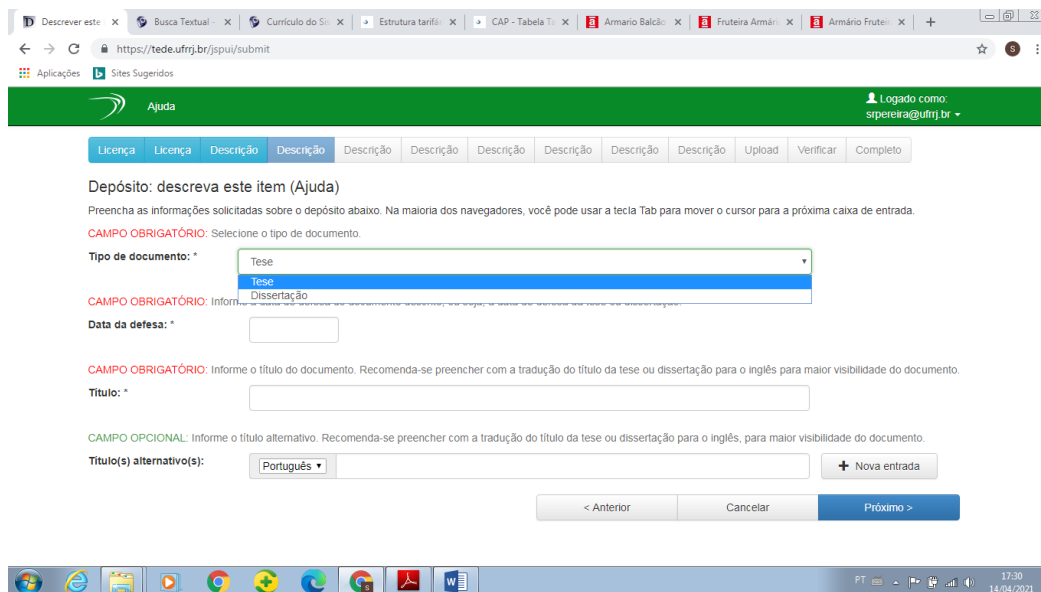 Descrever este
Busca Textual -
Currículo do Sis
Estrutura tarifár
CAP - Tabela Ta
Armario Balcão
Fruteira Armári
Armário Fruteir
https://tede.ufrrj.br/jspui/submit
S
Aplicações
Sites Sugeridos
Ajuda
Logado como:
srpereira@ufrrj.br
Licença
Licença
Descrição
Descrição
Descrição
Descrição
Descrição
Descrição
Descrição
Descrição
Upload
Verificar
Completo
Depósito: descreva este item (Ajuda)
Preencha as informações solicitadas sobre o depósito abaixo. Na maioria dos navegadores, você pode usar a tecla Tab para mover o cursor para a próxima caixa de entrada.
CAMPO OBRIGATÓRIO: Selecione o tipo de documento.
Tipo de documento: *
Tese
Tese
Dissertação
CAMPO OBRIGATÓRIO:
Data da defesa: *
CAMPO OBRIGATÓRIO: Informe o título do documento. Recomenda-se preencher com a tradução do título da tese ou dissertação para o inglês para maior visibilidade do documento.
Título: *
CAMPO OPCIONAL: Informe o título alternativo. Recomenda-se preencher com a tradução do título da tese ou dissertação para o inglês, para maior visibilidade do documento.
Título(s) alternativo(s):
Português
+ Nova entrada
< Anterior
Cancelar
Próximo >
PT
17:30
14/04/2021